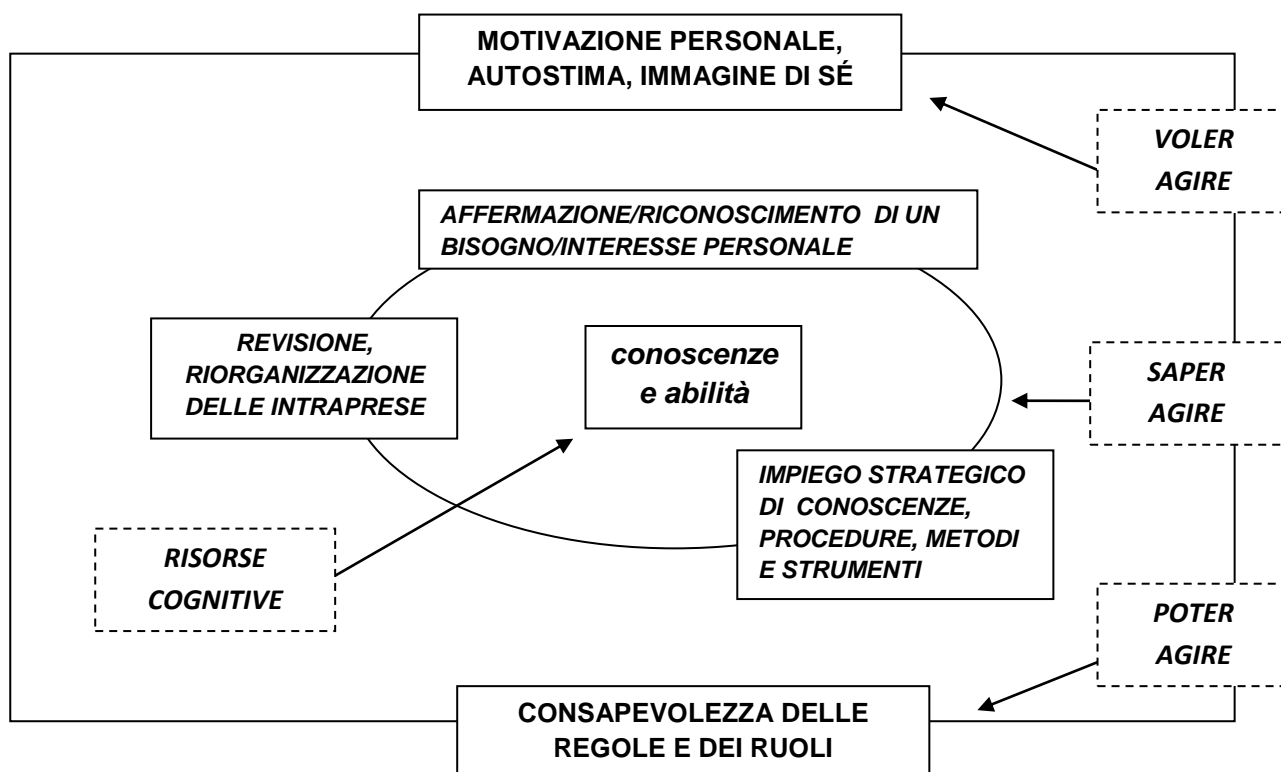 MOTIVAZIONE PERSONALE,
AUTOSTIMA, IMMAGINE DI SÉ
VOLER
AGIRE
AFFERMAZIONE/RICONOSCIMENTO DI UN
BISOGNO/INTERESSE PERSONALE
REVISIONE,
RIORGANIZZAZIONE
DELLE INTRAPRESE
conoscenze
e abilità
SAPER
AGIRE
IMPIEGO STRATEGICO
DI CONOSCENZE,
PROCEDURE, METODI
E STRUMENTI
RISORSE
COGNITIVE
POTER
AGIRE
CONSAPEVOLEZZA DELLE
REGOLE E DEI RUOLI